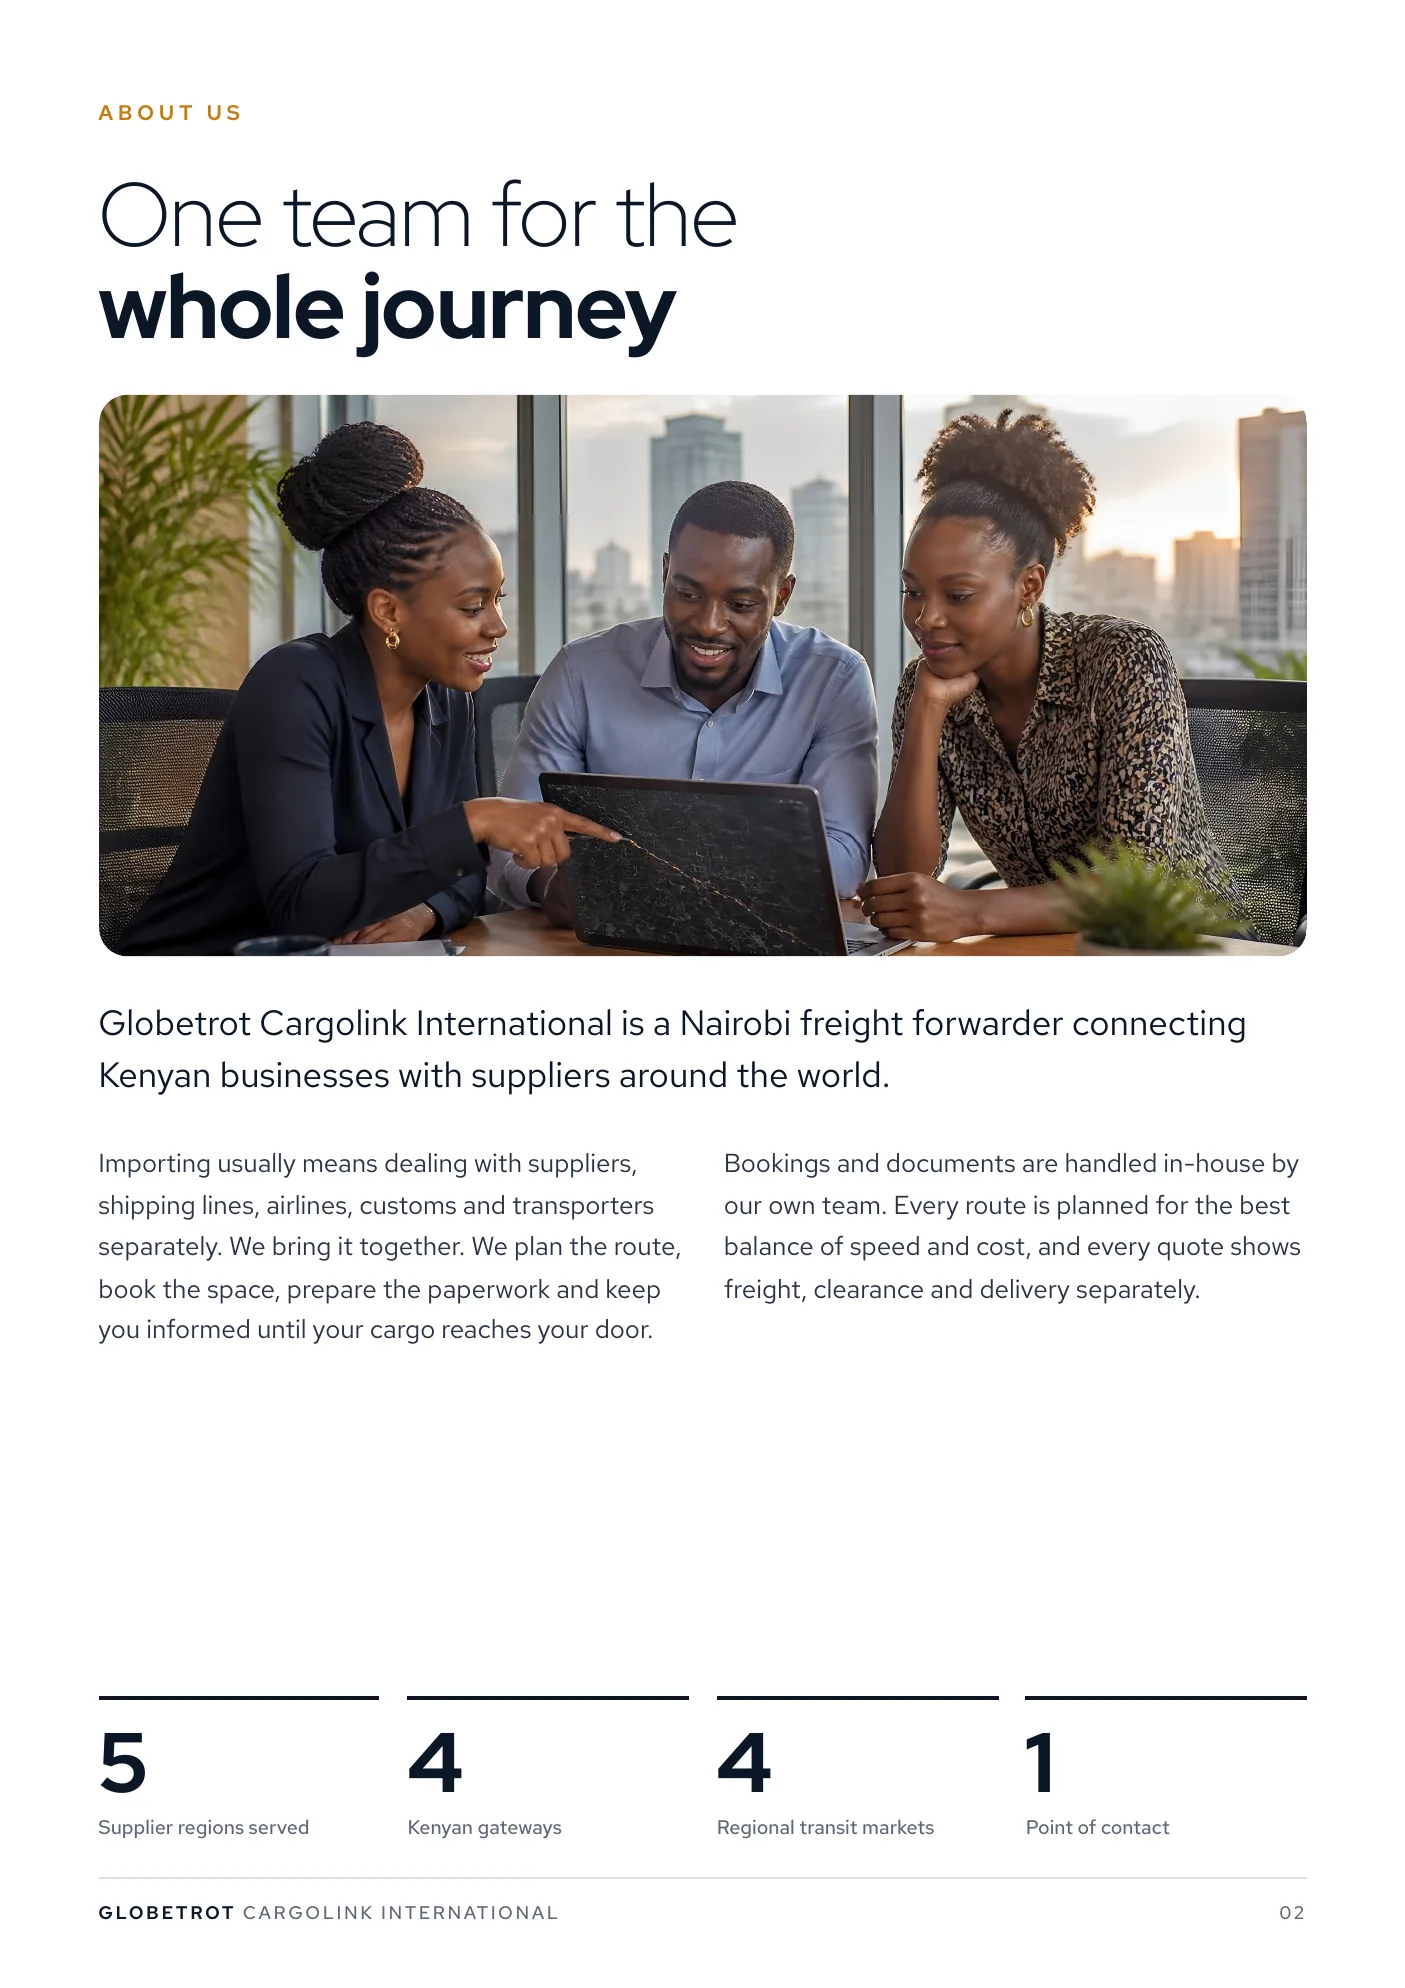 ABOUT US
One team for the
whole journey
Globetrot Cargolink International is a Nairobi freight forwarder connecting
Kenyan businesses with suppliers around the world.
Importing usually means dealing with suppliers,
shipping lines, airlines, customs and transporters
separately. We bring it together. We plan the route,
book the space, prepare the paperwork and keep
you informed until your cargo reaches your door.
Bookings and documents are handled in-house by
our own team. Every route is planned for the best
balance of speed and cost, and every quote shows
freight, clearance and delivery separately.
5
Supplier regions served
4
Kenyan gateways
4
Regional transit markets
1
Point of contact
GLOBETROT CARGOLINK INTERNATIONAL
02